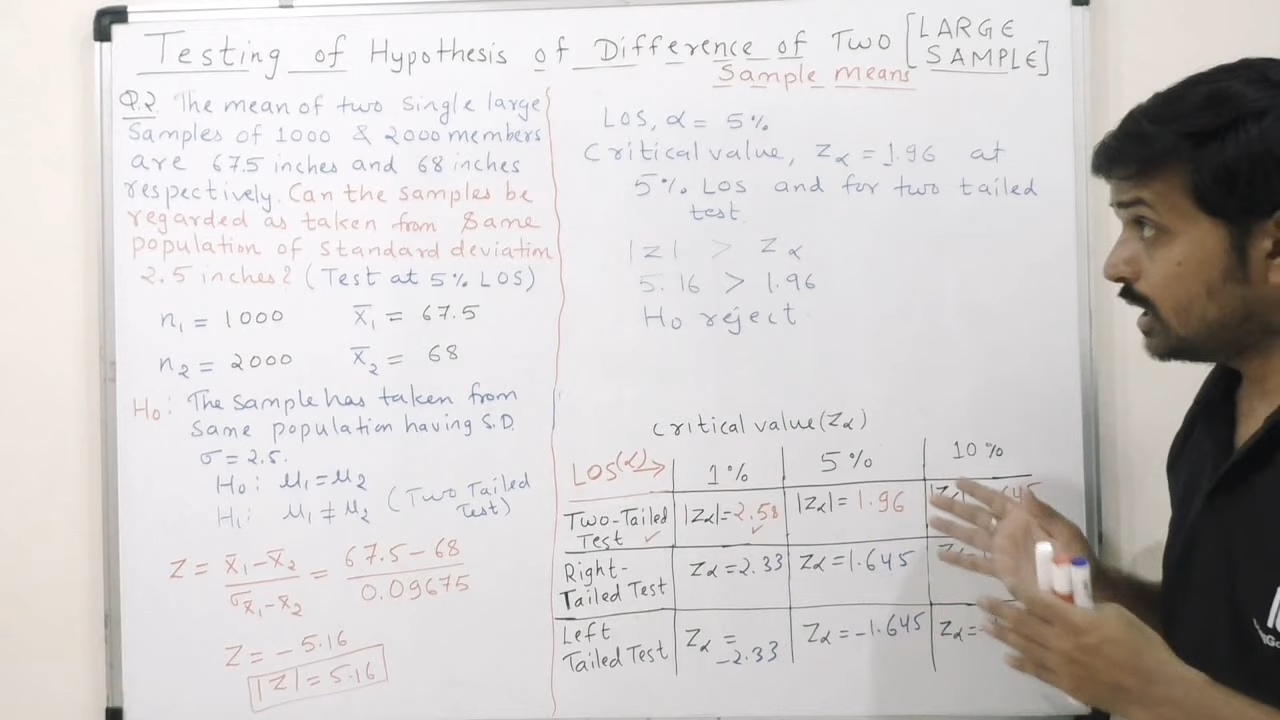 Testing of Hypothesis of Difference of Two [LARGE
SAMPLE]
Sample means
Q.2 The mean of two single large
Samples of 1000 & 2000 members
are 67.5 inches and 68 inches
respectively. Can the samples be
regarded as taken from Same
population of standard deviation
2.5 inches? (Test at 5% LOS)
n₁ = 1000 x̄₁ = 67.5
n₂ = 2000 x̄₂ = 68
H₀: The sample has taken from
same population having S.D.
σ = 2.5.
H₀: μ₁ = μ₂
H₁: μ₁ ≠ μ₂ (Two Tailed
Test)
Z = x̄₁-x̄₂ / σx̄₁-x̄₂ = 67.5-68 / 0.09675
Z = -5.16
|Z| = 5.16
LOS, α = 5%
Critical value, Zα = 1.96 at
5% LOS and for two tailed
test.
|Z| > Zα
5.16 > 1.96
H₀ reject
Critical value (Zα)
LOS(α)→ 1% 5% 10%
Two-Tailed
Test ✓ |Zα|=2.58 ✓ |Zα|=1.96
Right-
Tailed Test Zα=2.33 Zα=1.645
Left
Tailed Test Zα = -2.33 Zα=-1.645 Zα=-